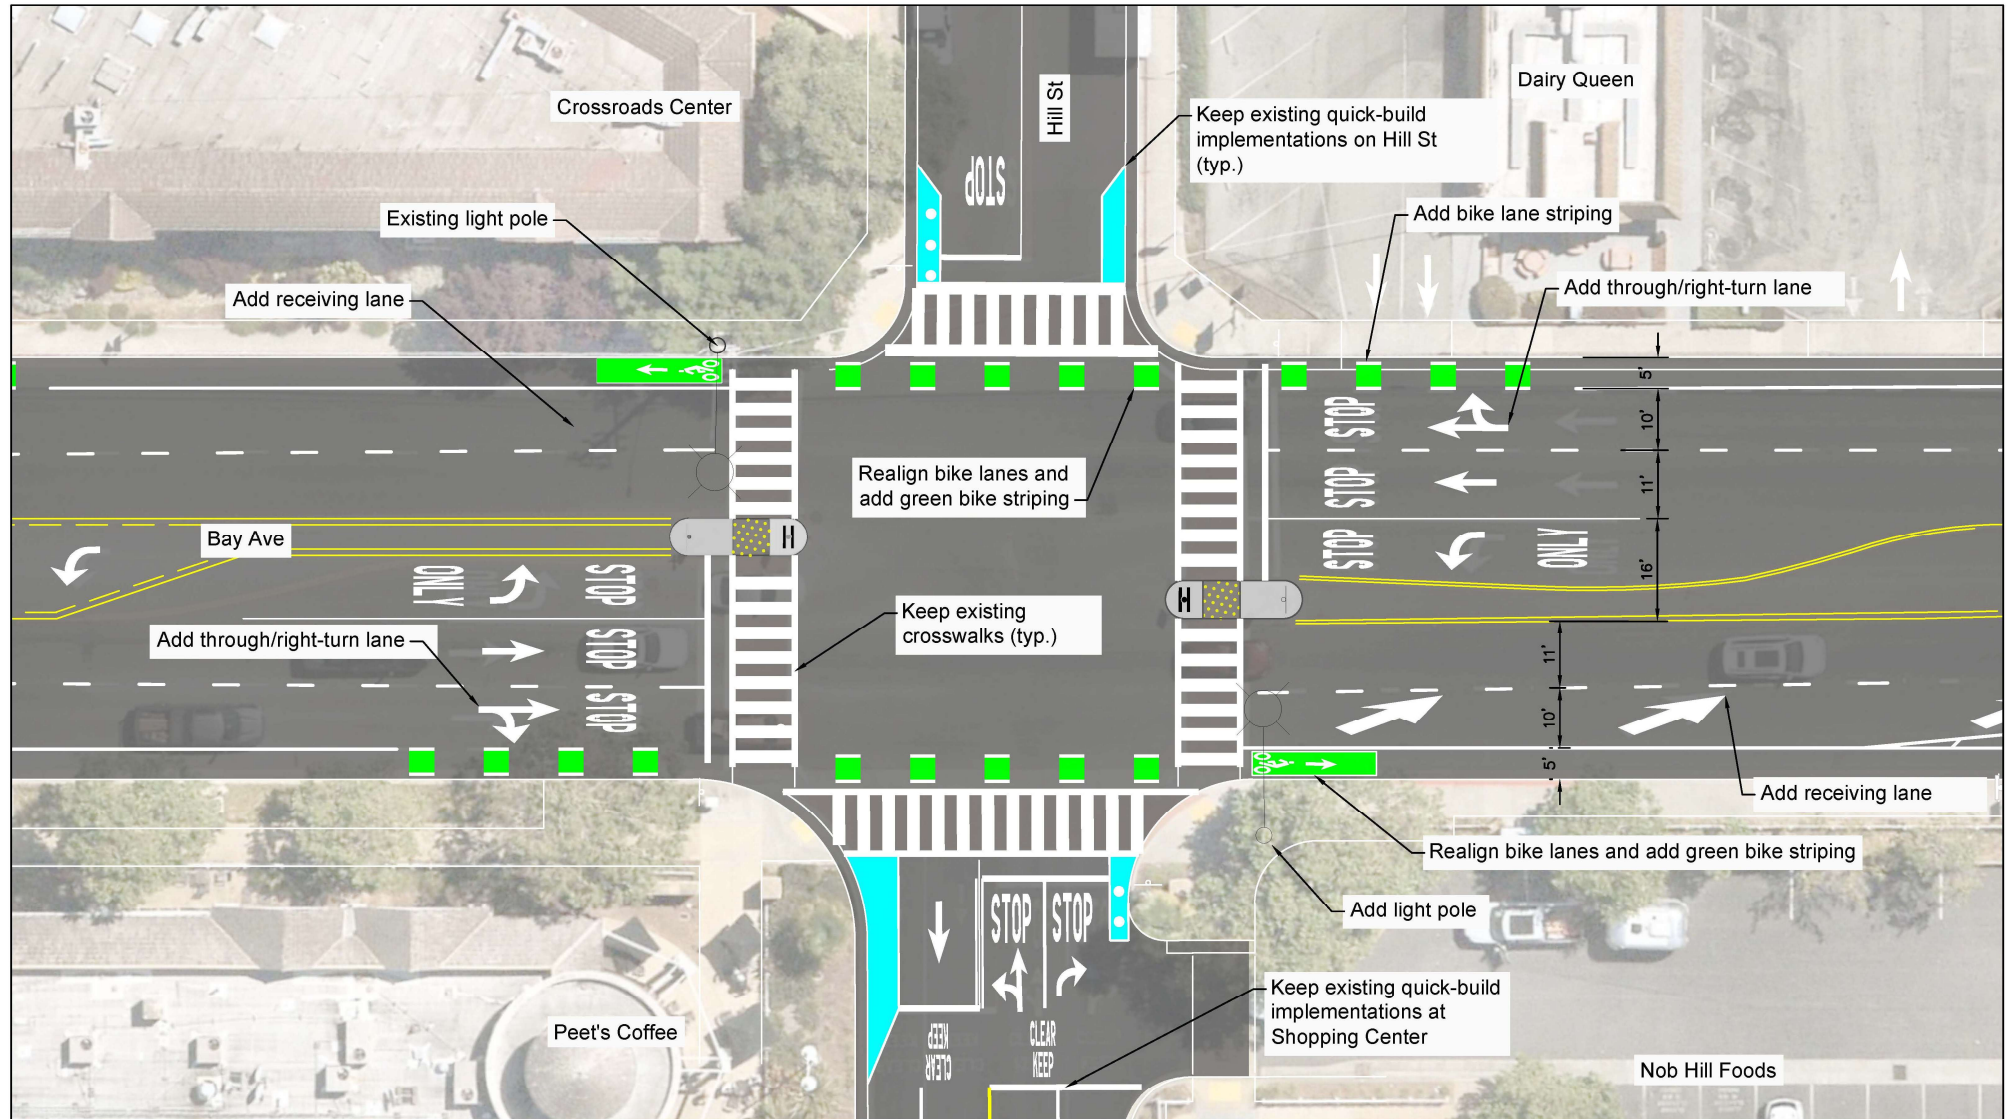 Crossroads Center
Hill St
Dairy Queen
Keep existing quick-build
implementations on Hill St
(typ.)
STOP
Existing light pole
Add bike lane striping
Add receiving lane
Add through/right-turn lane
5'
10'
11'
16'
STOP
STOP
STOP
ONLY
Realign bike lanes and
add green bike striping
Bay Ave
ONLY
STOP
STOP
STOP
Add through/right-turn lane
Keep existing
crosswalks (typ.)
11'
10'
5'
Add receiving lane
Realign bike lanes and add green bike striping
Add light pole
STOP
STOP
Keep existing quick-build
implementations at
Shopping Center
KEEP
CLEAR
CLEAR
KEEP
Peet's Coffee
Nob Hill Foods